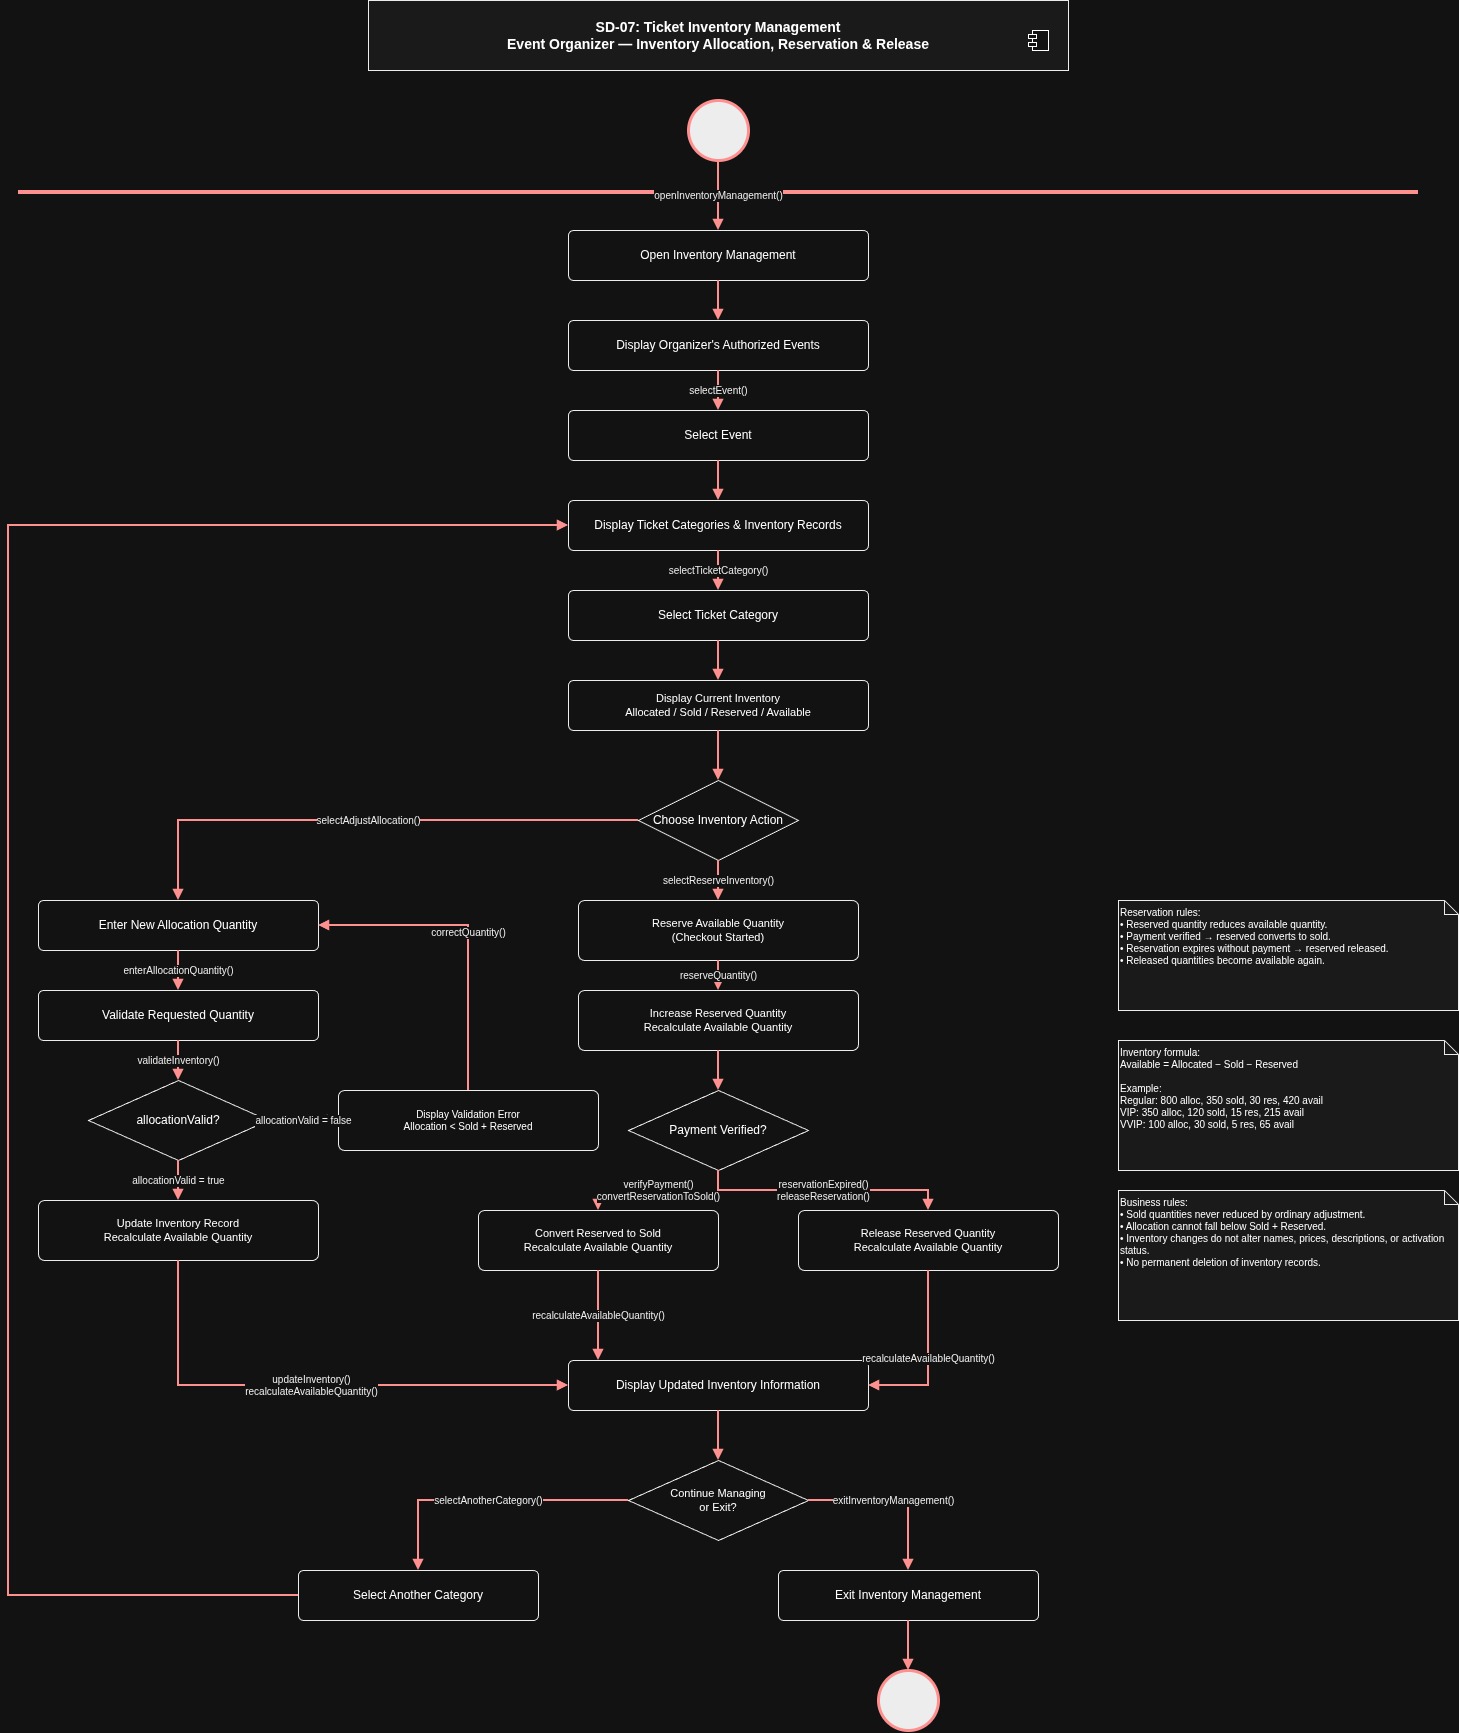 SD-07: Ticket Inventory Management
Event Organizer — Inventory Allocation, Reservation & Release
openInventoryManagement()
Open Inventory Management
Display Organizer's Authorized Events
selectEvent()
Select Event
Display Ticket Categories & Inventory Records
selectTicketCategory()
Select Ticket Category
Display Current Inventory
Allocated / Sold / Reserved / Available
Choose Inventory Action
selectAdjustAllocation()
selectReserveInventory()
Enter New Allocation Quantity
correctQuantity()
Reserve Available Quantity
(Checkout Started)
enterAllocationQuantity()
reserveQuantity()
Validate Requested Quantity
Increase Reserved Quantity
Recalculate Available Quantity
validateInventory()
allocationValid?
allocationValid = false
Display Validation Error
Allocation < Sold + Reserved
Payment Verified?
allocationValid = true
verifyPayment()
convertReservationToSold()
reservationExpired()
releaseReservation()
Update Inventory Record
Recalculate Available Quantity
Convert Reserved to Sold
Recalculate Available Quantity
Release Reserved Quantity
Recalculate Available Quantity
recalculateAvailableQuantity()
recalculateAvailableQuantity()
updateInventory()
recalculateAvailableQuantity()
Display Updated Inventory Information
Continue Managing
or Exit?
selectAnotherCategory()
exitInventoryManagement()
Select Another Category
Exit Inventory Management
Reservation rules:
• Reserved quantity reduces available quantity.
• Payment verified → reserved converts to sold.
• Reservation expires without payment → reserved released.
• Released quantities become available again.
Inventory formula:
Available = Allocated − Sold − Reserved
Example:
Regular: 800 alloc, 350 sold, 30 res, 420 avail
VIP: 350 alloc, 120 sold, 15 res, 215 avail
VVIP: 100 alloc, 30 sold, 5 res, 65 avail
Business rules:
• Sold quantities never reduced by ordinary adjustment.
• Allocation cannot fall below Sold + Reserved.
• Inventory changes do not alter names, prices, descriptions, or activation
status.
• No permanent deletion of inventory records.